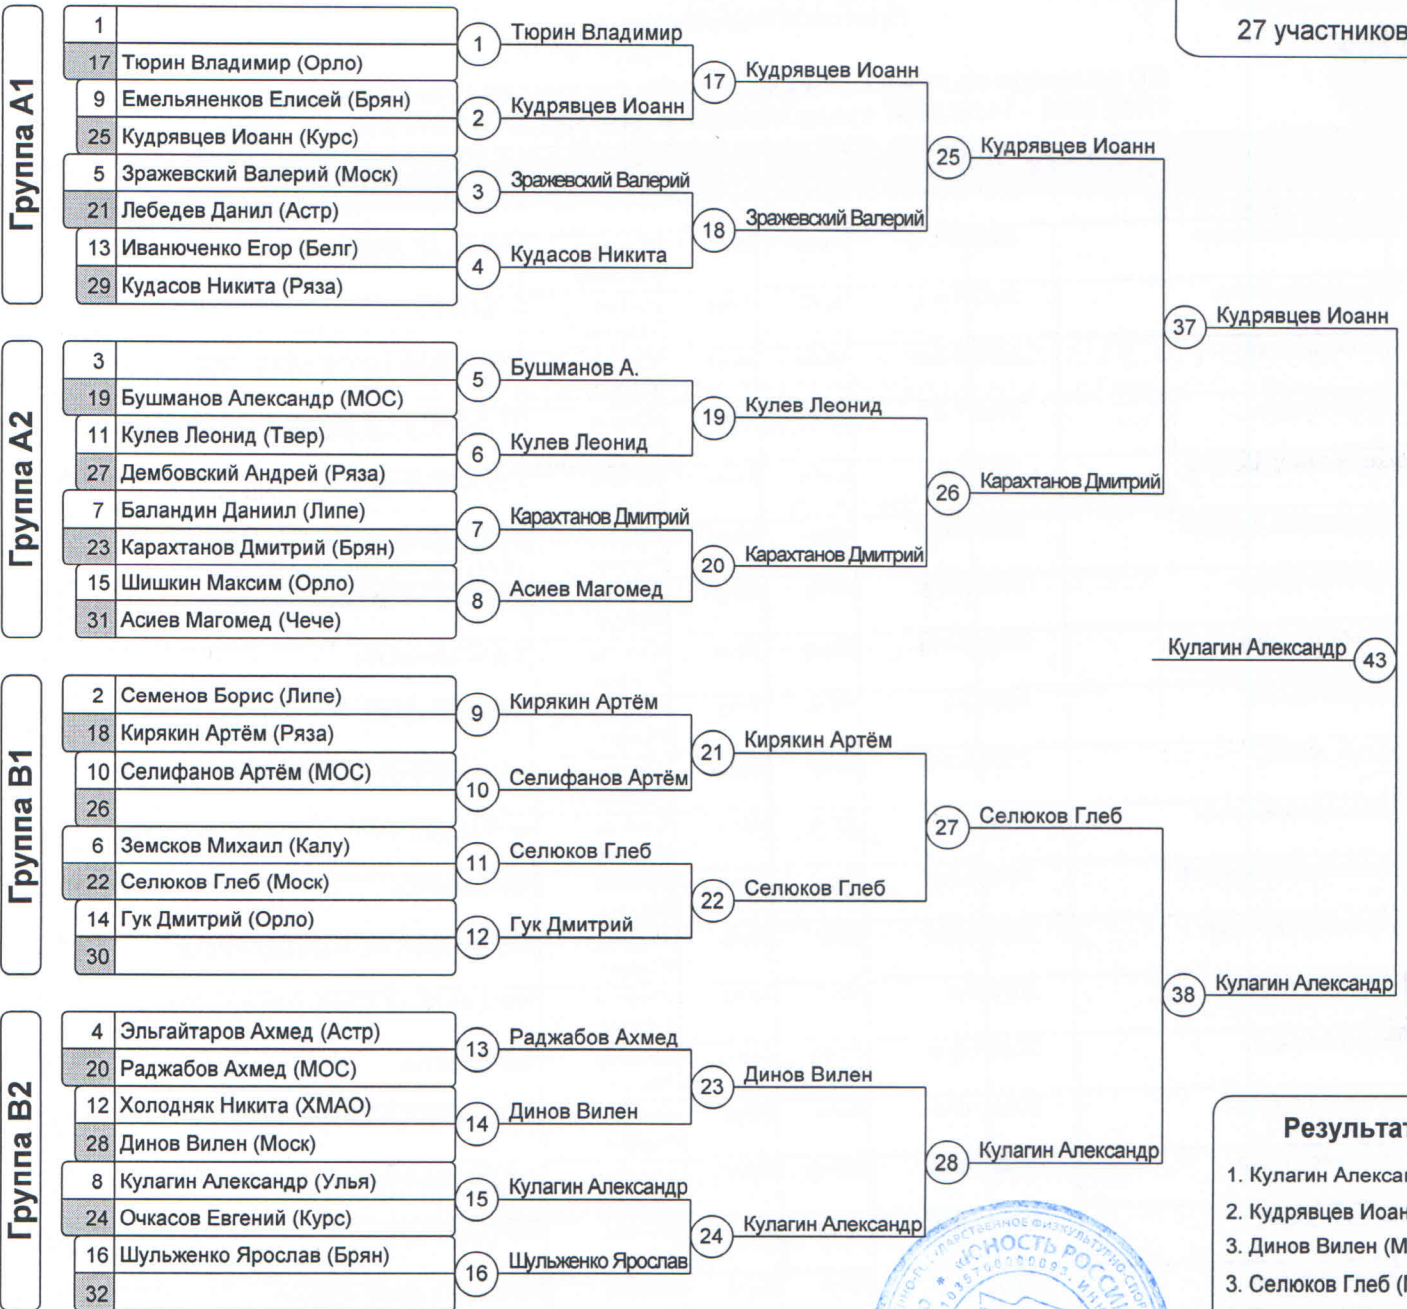 27 участников
Группа А1
1
17 Тюрин Владимир (Орло)
9 Емельяненков Елисей (Брян)
25 Кудрявцев Иоанн (Курс)
5 Зражевский Валерий (Моск)
21 Лебедев Данил (Астр)
13 Иванюченко Егор (Белг)
29 Кудасов Никита (Ряза)
1 Тюрин Владимир
2 Кудрявцев Иоанн
3 Зражевский Валерий
4 Кудасов Никита
17 Кудрявцев Иоанн
18 Зражевский Валерий
25 Кудрявцев Иоанн
Группа А2
3
19 Бушманов Александр (МОС)
11 Кулев Леонид (Твер)
27 Дембовский Андрей (Ряза)
7 Баландин Даниил (Липе)
23 Карахтанов Дмитрий (Брян)
15 Шишкин Максим (Орло)
31 Асиев Магомед (Чече)
5 Бушманов А.
6 Кулев Леонид
7 Карахтанов Дмитрий
8 Асиев Магомед
19 Кулев Леонид
20 Карахтанов Дмитрий
26 Карахтанов Дмитрий
37 Кудрявцев Иоанн
Кулагин Александр 43
Группа В1
2 Семенов Борис (Липе)
18 Кирякин Артём (Ряза)
10 Селифанов Артём (МОС)
26
6 Земсков Михаил (Калу)
22 Селюков Глеб (Моск)
14 Гук Дмитрий (Орло)
30
9 Кирякин Артём
10 Селифанов Артём
11 Селюков Глеб
12 Гук Дмитрий
21 Кирякин Артём
22 Селюков Глеб
27 Селюков Глеб
Группа В2
4 Эльгайтаров Ахмед (Астр)
20 Раджабов Ахмед (МОС)
12 Холодняк Никита (ХМАО)
28 Динов Вилен (Моск)
8 Кулагин Александр (Улья)
24 Очкасов Евгений (Курс)
16 Шульженко Ярослав (Брян)
32
13 Раджабов Ахмед
14 Динов Вилен
15 Кулагин Александр
16 Шульженко Ярослав
23 Динов Вилен
24 Кулагин Александр
28 Кулагин Александр
38 Кулагин Александр
Результат
1. Кулагин Алекса
2. Кудрявцев Иоан
3. Динов Вилен (М
3. Селюков Глеб (
ЮНОСТЬ РОССИ